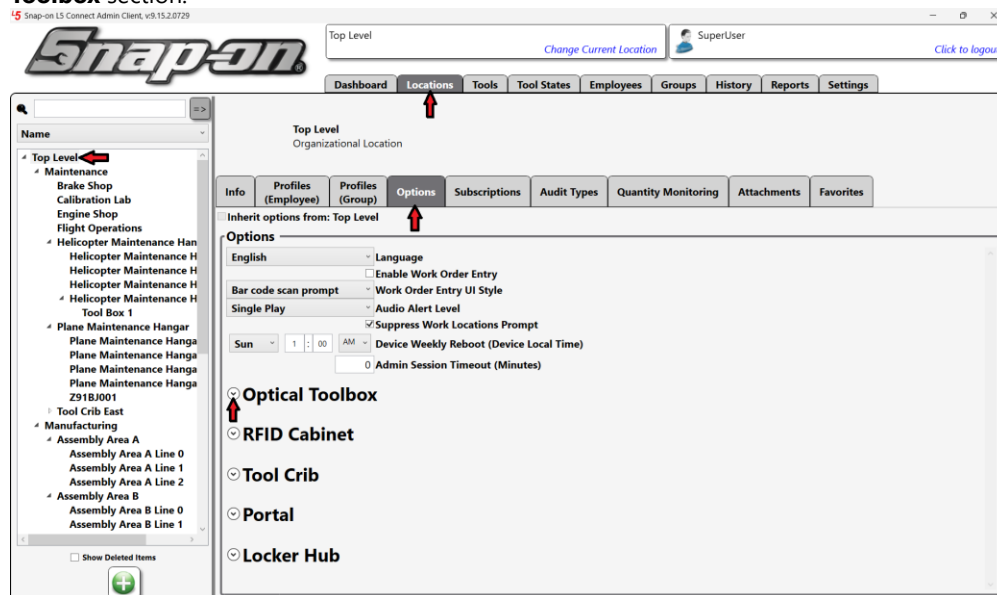 Toolbox section.
Snap-on L5 Connect Admin Client, v:9.15.2.0729
Snap-on
Top Level
Change Current Location
SuperUser
Click to logout
Dashboard Locations Tools Tool States Employees Groups History Reports Settings
=>
Name
Top Level
Organizational Location
Top Level
Maintenance
Brake Shop
Calibration Lab
Engine Shop
Flight Operations
Helicopter Maintenance Han
Helicopter Maintenance H
Helicopter Maintenance H
Helicopter Maintenance H
Helicopter Maintenance H
Tool Box 1
Plane Maintenance Hangar
Plane Maintenance Hanga
Plane Maintenance Hanga
Plane Maintenance Hanga
Plane Maintenance Hanga
Z91BJ001
Tool Crib East
Manufacturing
Assembly Area A
Assembly Area A Line 0
Assembly Area A Line 1
Assembly Area A Line 2
Assembly Area B
Assembly Area B Line 0
Assembly Area B Line 1
Show Deleted Items
Info Profiles (Employee) Profiles (Group) Options Subscriptions Audit Types Quantity Monitoring Attachments Favorites
Inherit options from: Top Level
Options
English Language
Enable Work Order Entry
Bar code scan prompt Work Order Entry UI Style
Single Play Audio Alert Level
Suppress Work Locations Prompt
Sun 1 : 00 AM Device Weekly Reboot (Device Local Time)
0 Admin Session Timeout (Minutes)
Optical Toolbox
RFID Cabinet
Tool Crib
Portal
Locker Hub